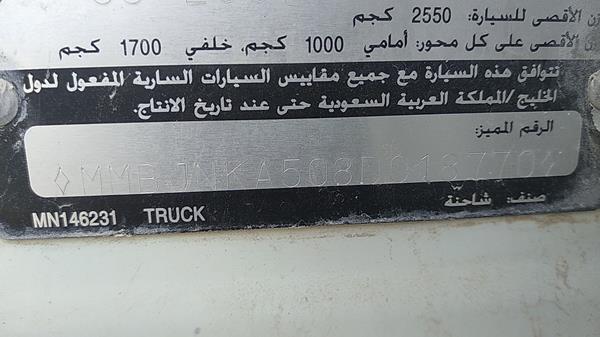 زن الأقصى للسيارة: 2550 كجم
الأقصى على كل محور: أمامي 1000 كجم، خلفي 1700 كجم
تتوافق هذه السيارة مع جميع مقاييس السيارات السارية المفعول لدول
الخليج/المملكة العربية السعودية حتى عند تاريخ الانتاج.
الرقم المميز:
◊MMBJNKA508DC18770◊
صنف: شاحنة
MN146231 TRUCK